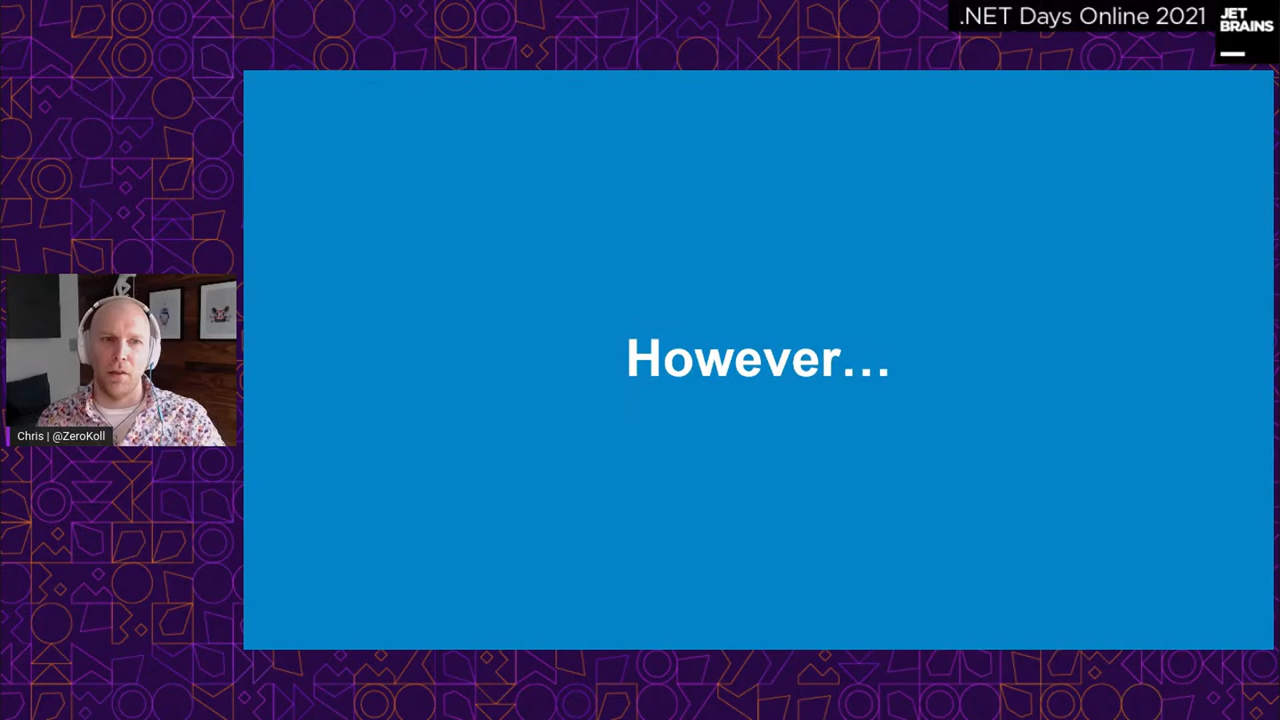 .NET Days Online 2021
JET
BRAINS
However…
Chris | @ZeroKoll